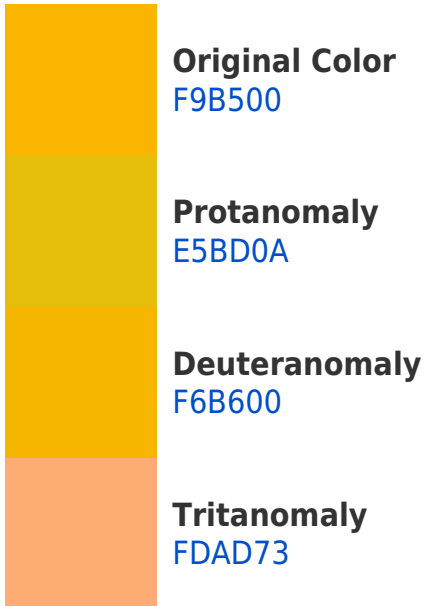 Original Color
F9B500
Protanomaly
E5BD0A
Deuteranomaly
F6B600
Tritanomaly
FDAD73